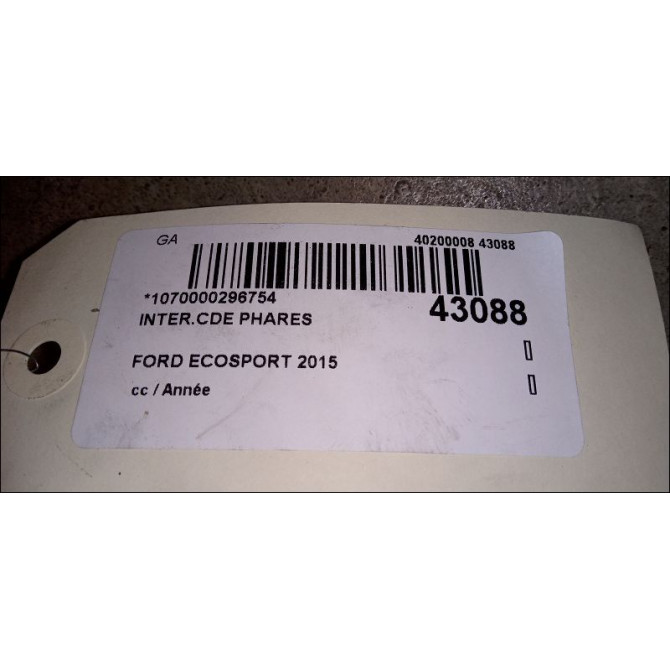 GA 40200008 43088
*1070000296754 43088
INTER.CDE PHARES
FORD ECOSPORT 2015
cc / Année